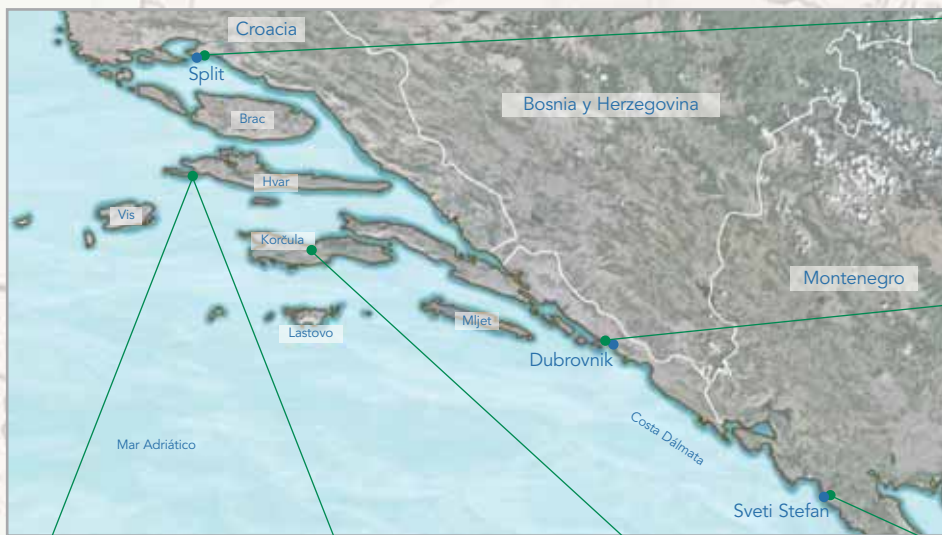 Croacia
Split
Bosnia y Herzegovina
Brac
Hvar
Vis
Korčula
Montenegro
Lastovo
Mljet
Dubrovnik
Costa Dálmata
Mar Adriático
Sveti Stefan